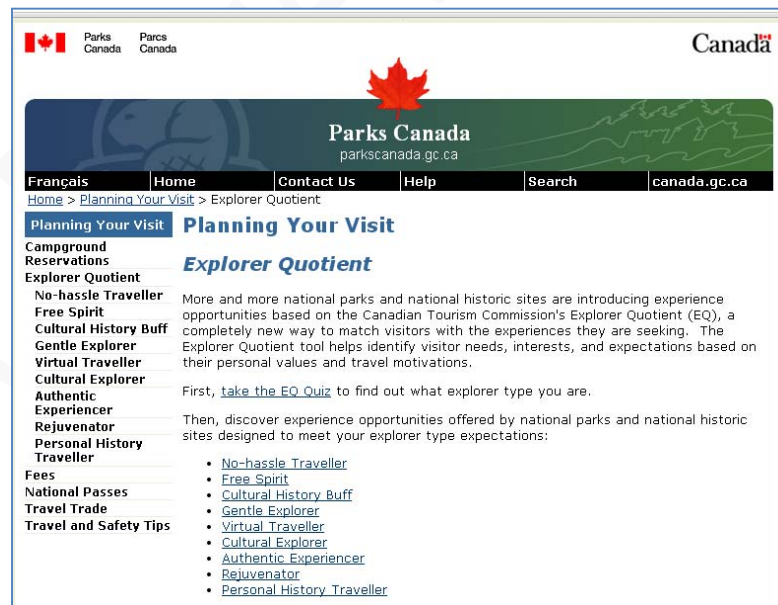 Parks Canada
Parcs Canada
Canada
Parks Canada
parkscanada.gc.ca
Français Home Contact Us Help Search canada.gc.ca
Home > Planning Your Visit > Explorer Quotient
Planning Your Visit
Campground
Reservations
Explorer Quotient
No-hassle Traveller
Free Spirit
Cultural History Buff
Gentle Explorer
Virtual Traveller
Cultural Explorer
Authentic
Experiencer
Rejuvenator
Personal History
Traveller
Fees
National Passes
Travel Trade
Travel and Safety Tips
Planning Your Visit
Explorer Quotient
More and more national parks and national historic sites are introducing experience
opportunities based on the Canadian Tourism Commission's Explorer Quotient (EQ), a
completely new way to match visitors with the experiences they are seeking. The
Explorer Quotient tool helps identify visitor needs, interests, and expectations based on
their personal values and travel motivations.
First, take the EQ Quiz to find out what explorer type you are.
Then, discover experience opportunities offered by national parks and national historic
sites designed to meet your explorer type expectations:
• No-hassle Traveller
• Free Spirit
• Cultural History Buff
• Gentle Explorer
• Virtual Traveller
• Cultural Explorer
• Authentic Experiencer
• Rejuvenator
• Personal History Traveller